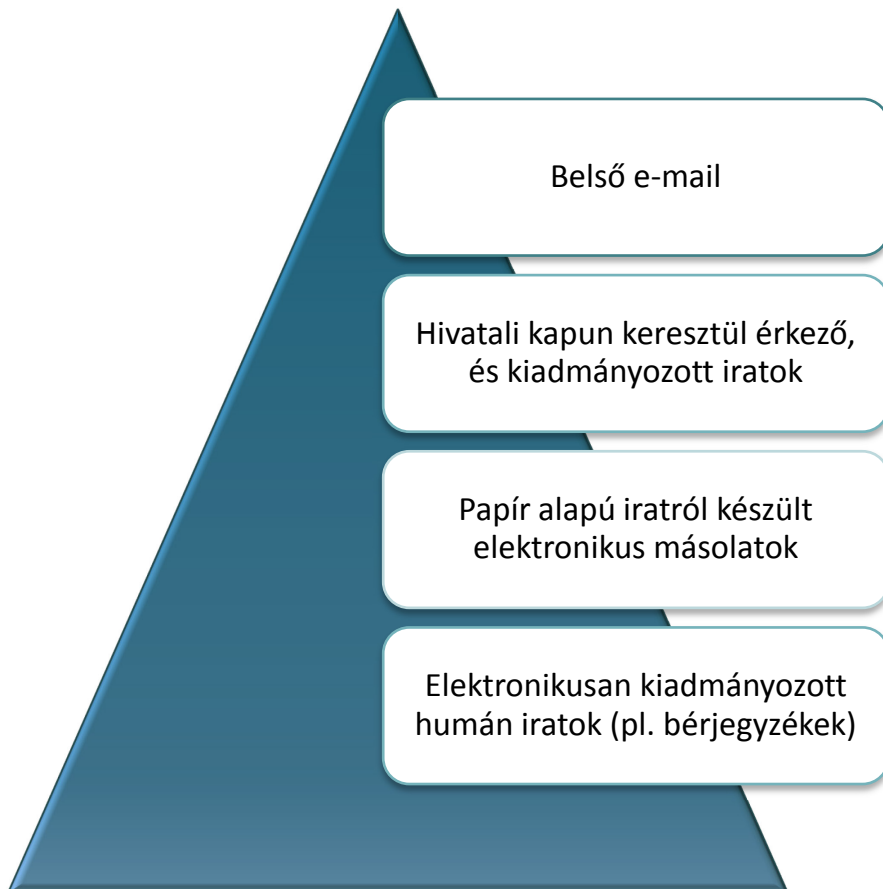 Belső e-mail
Hivatali kapun keresztül érkező,
és kiadmányozott iratok
Papír alapú iratról készült
elektronikus másolatok
Elektronikusan kiadmányozott
humán iratok (pl. bérjegyzékek)